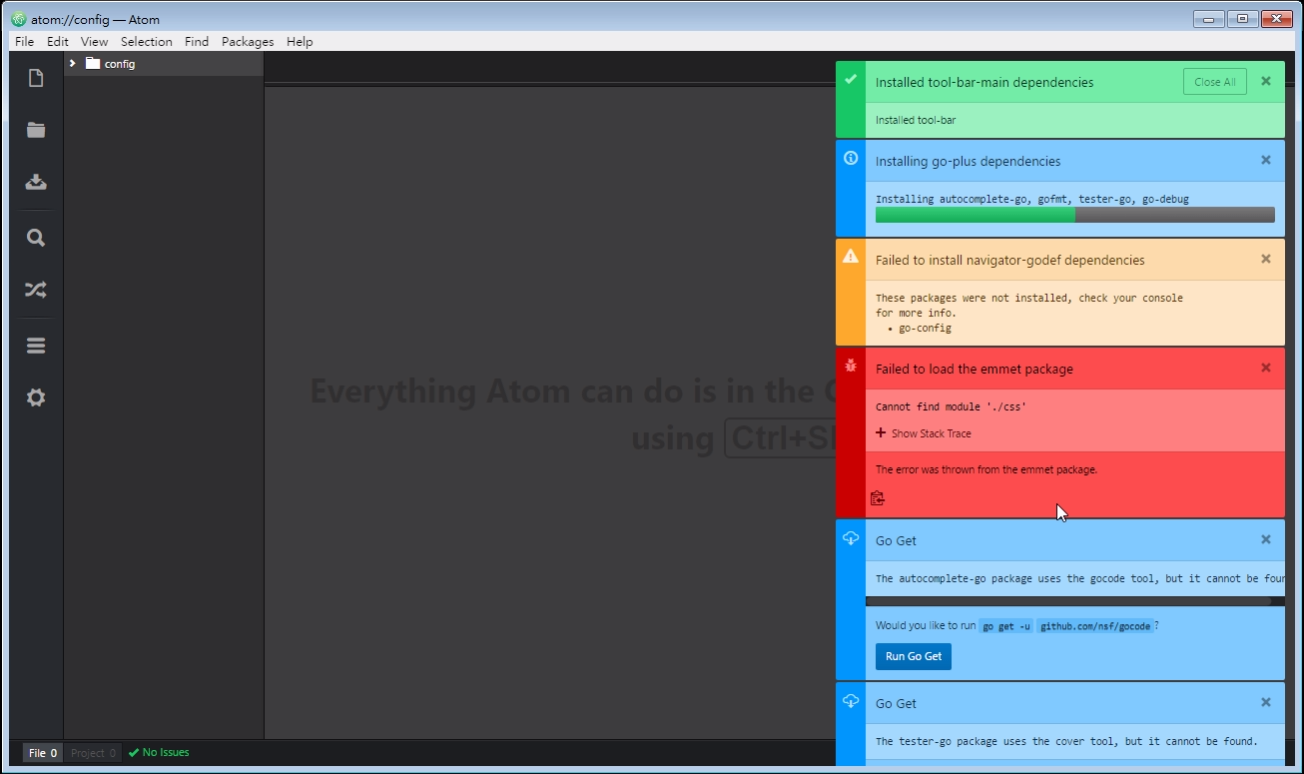 atom://config — Atom
File Edit View Selection Find Packages Help
config
Everything Atom can do is in the
using Ctrl+S
Installed tool-bar-main dependencies Close All
Installed tool-bar
Installing go-plus dependencies
Installing autocomplete-go, gofmt, tester-go, go-debug
Failed to install navigator-godef dependencies
These packages were not installed, check your console
for more info.
• go-config
Failed to load the emmet package
Cannot find module './css'
Show Stack Trace
The error was thrown from the emmet package.
Go Get
The autocomplete-go package uses the gocode tool, but it cannot be four
Would you like to run go get -u github.com/nsf/gocode?
Run Go Get
Go Get
The tester-go package uses the cover tool, but it cannot be found.
File 0 Project 0 No Issues